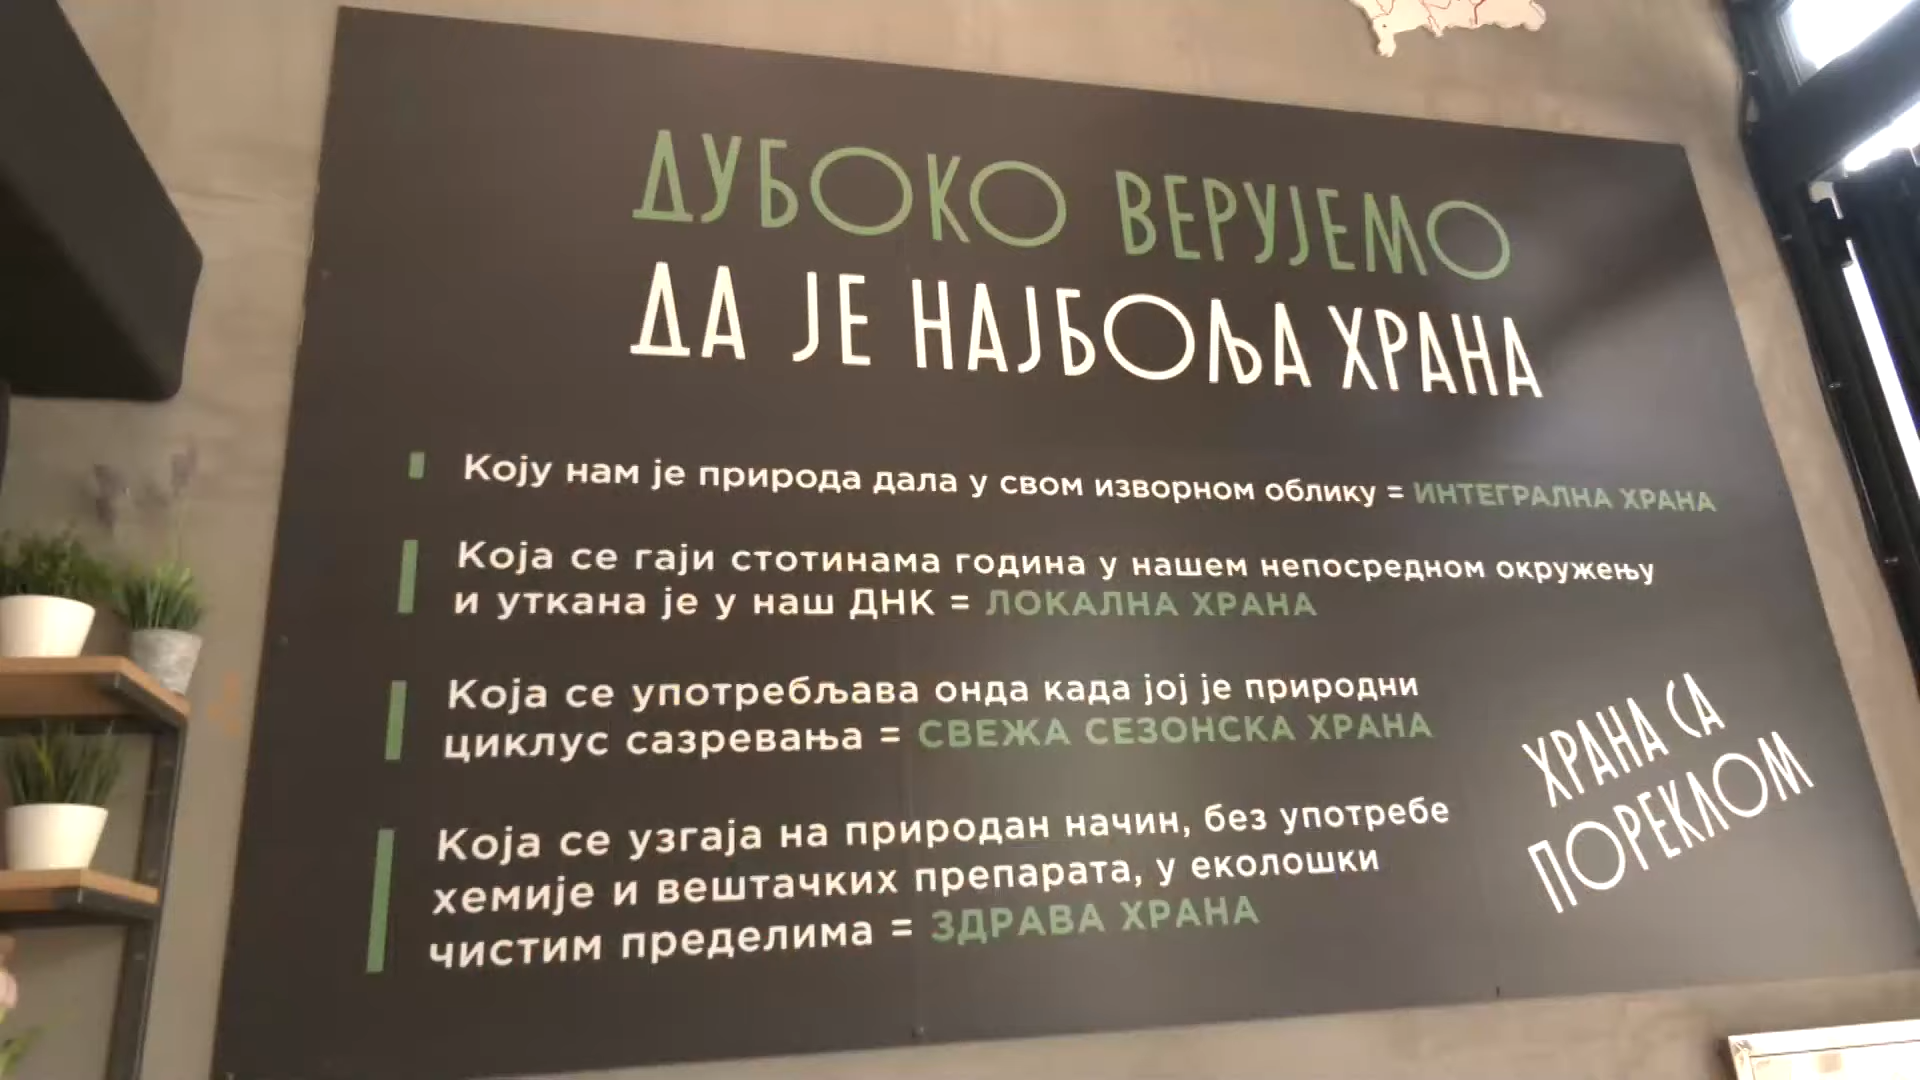 ДУБОКО ВЕРУЈЕМО
ДА ЈЕ НАЈБОЉА ХРАНА
Коју нам је природа дала у свом изворном облику = ИНТЕГРАЛНА ХРАНА
Која се гаји стотинама година у нашем непосредном окружењу
и уткана је у наш ДНК = ЛОКАЛНА ХРАНА
Која се употребљава онда када јој је природни
циклус сазревања = СВЕЖА СЕЗОНСКА ХРАНА
Која се узгаја на природан начин, без употребе
хемије и вештачких препарата, у еколошки
чистим пределима = ЗДРАВА ХРАНА
ХРАНА СА
ПОРЕКЛОМ